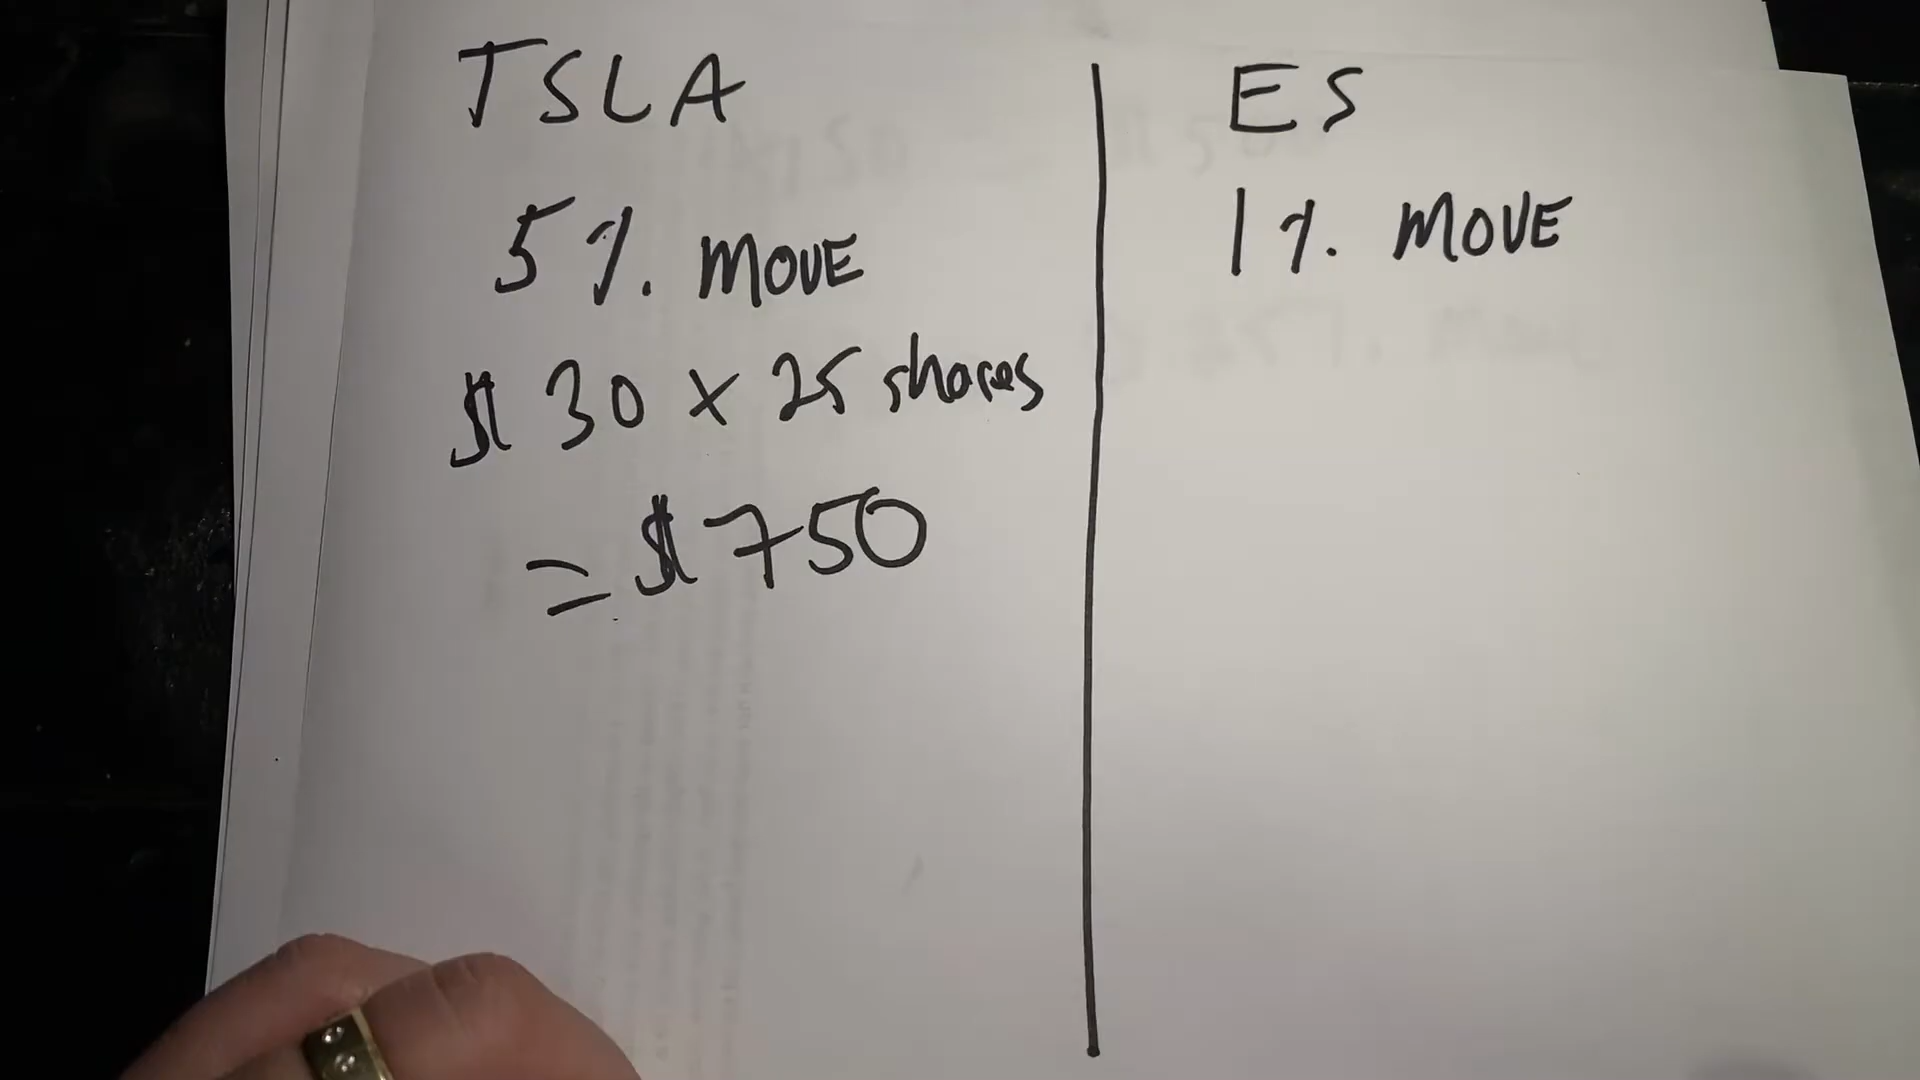 TSLA
5% MOVE
$ 30 x 25 shares
= $750
ES
1% MOVE